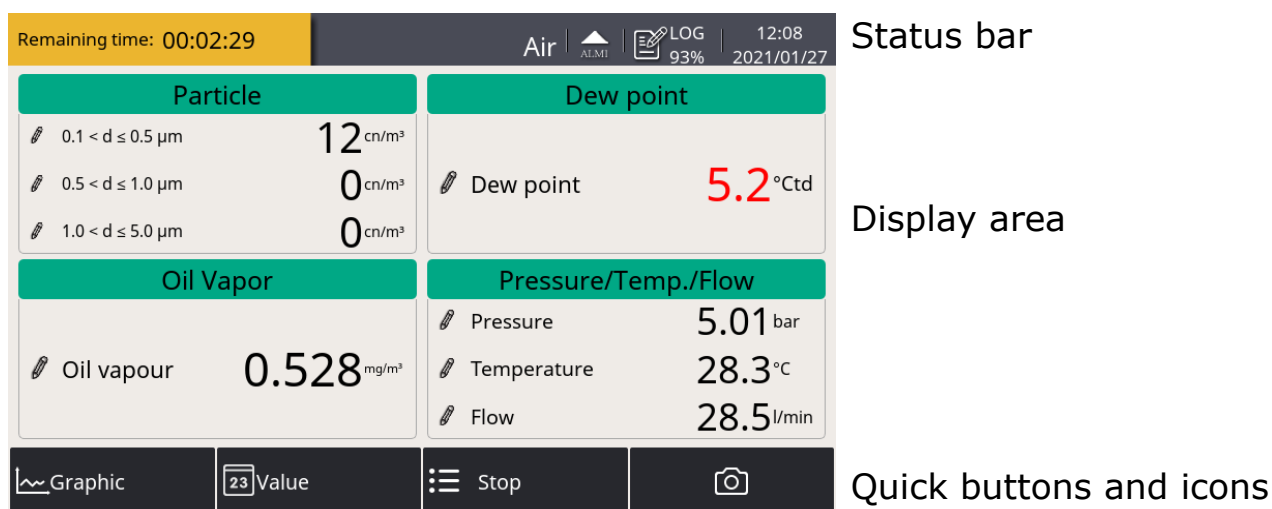 Remaining time: 00:02:29
Air
ALMI
LOG
93%
12:08
2021/01/27
Status bar
Particle
0.1 < d ≤ 0.5 µm 12 cn/m³
0.5 < d ≤ 1.0 µm 0 cn/m³
1.0 < d ≤ 5.0 µm 0 cn/m³
Dew point
Dew point 5.2 °Ctd
Display area
Oil Vapor
Oil vapour 0.528 mg/m³
Pressure/Temp./Flow
Pressure 5.01 bar
Temperature 28.3 °C
Flow 28.5 l/min
Graphic
23 Value
Stop
Quick buttons and icons